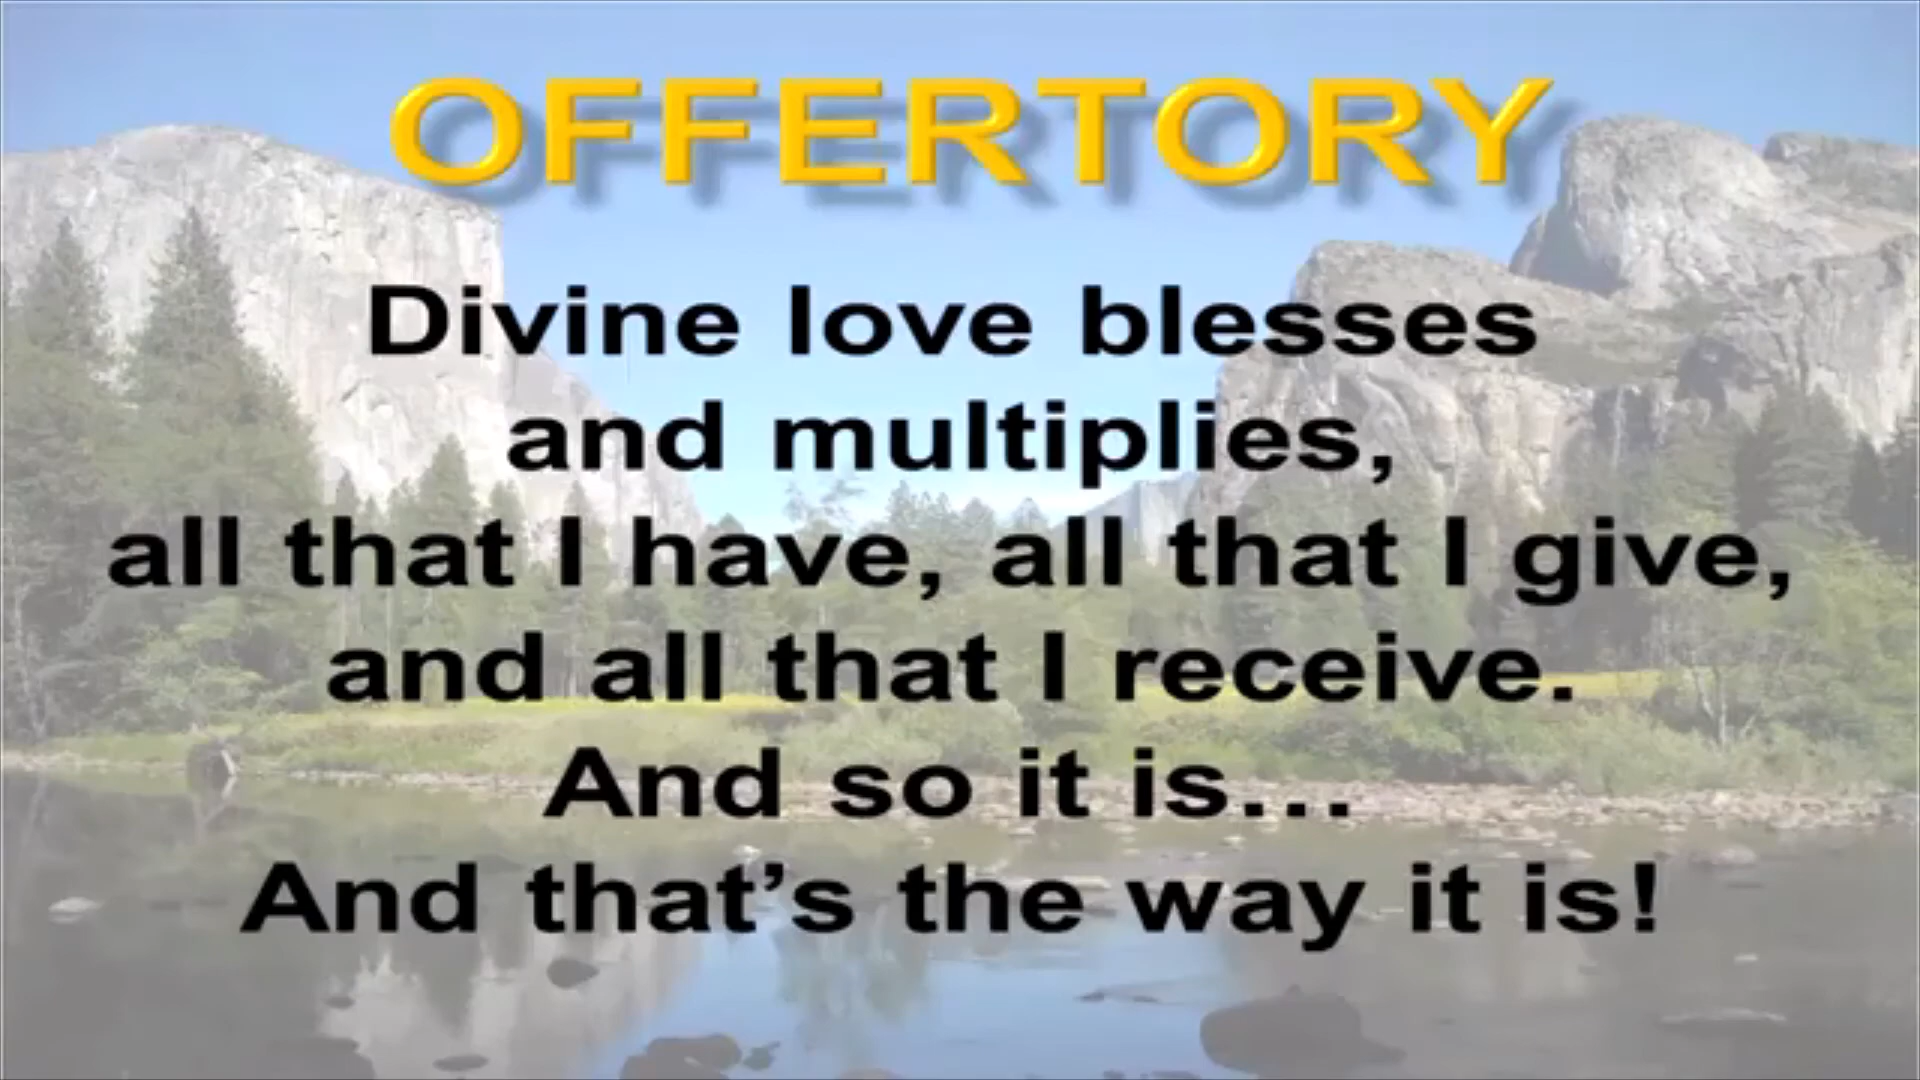 OFFERTORY
Divine love blesses
and multiplies,
all that I have, all that I give,
and all that I receive.
And so it is...
And that’s the way it is!